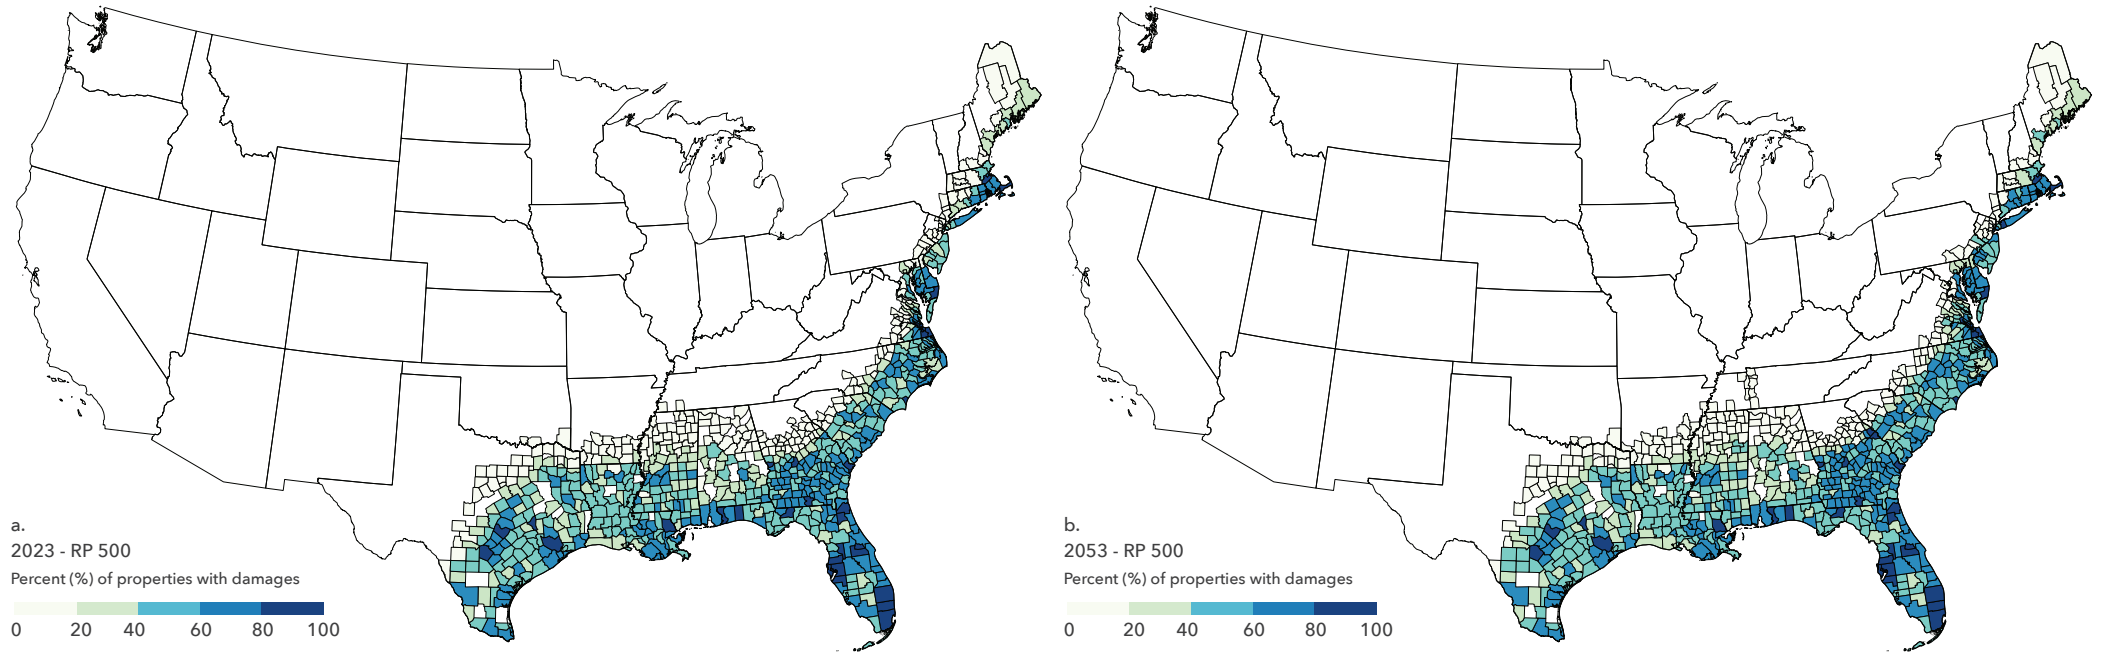 a.
2023 - RP 500
Percent (%) of properties with damages
0 20 40 60 80 100
b.
2053 - RP 500
Percent (%) of properties with damages
0 20 40 60 80 100